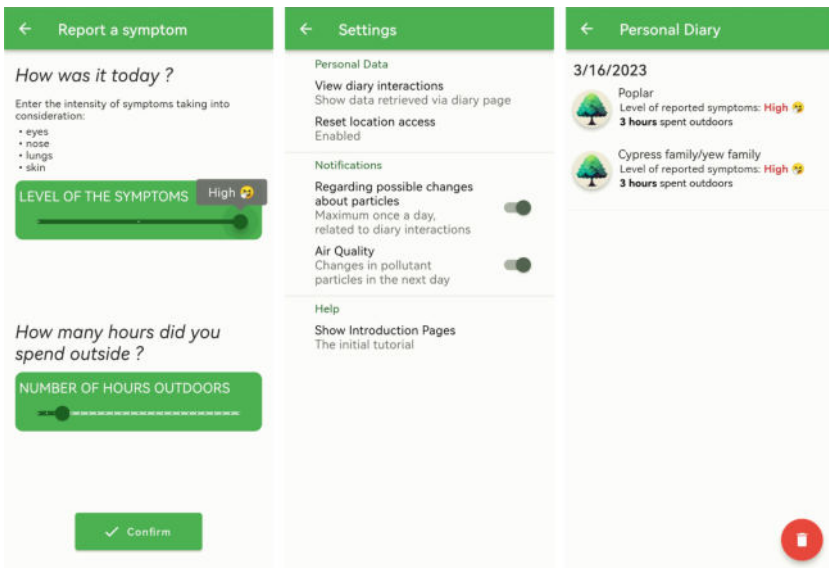 Report a symptom
How was it today ?
Enter the intensity of symptoms taking into
consideration:
• eyes
• nose
• lungs
• skin
LEVEL OF THE SYMPTOMS
High 🤧
How many hours did you
spend outside ?
NUMBER OF HOURS OUTDOORS
Confirm
Settings
Personal Data
View diary interactions
Show data retrieved via diary page
Reset location access
Enabled
Notifications
Regarding possible changes
about particles
Maximum once a day,
related to diary interactions
Air Quality
Changes in pollutant
particles in the next day
Help
Show Introduction Pages
The initial tutorial
Personal Diary
3/16/2023
Poplar
Level of reported symptoms: High 🤧
3 hours spent outdoors
Cypress family/yew family
Level of reported symptoms: High 🤧
3 hours spent outdoors